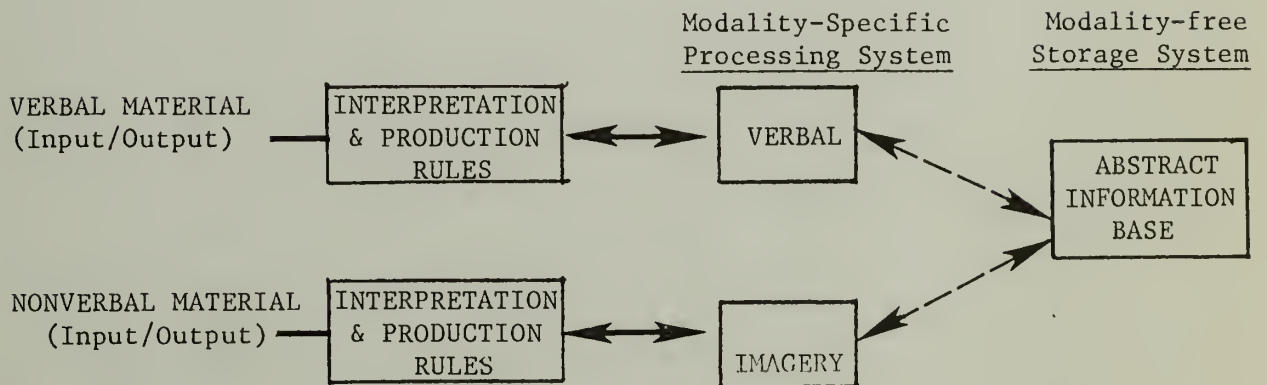 Modality-Specific
Processing System
Modality-free
Storage System
VERBAL MATERIAL
(Input/Output)
INTERPRETATION
& PRODUCTION
RULES
VERBAL
ABSTRACT
INFORMATION
BASE
NONVERBAL MATERIAL
(Input/Output)
INTERPRETATION
& PRODUCTION
RULES
IMAGERY